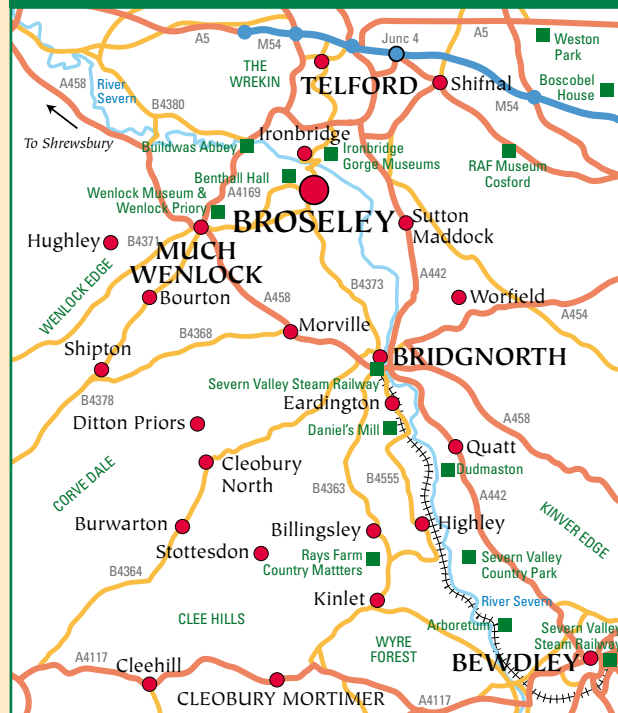 A5
M54
Junc 4
A5
Weston
Park
THE
WREKIN
TELFORD
Shifnal
Boscobel
House
A458
River
Severn
B4380
M54
To Shrewsbury
Ironbridge
Buildwas Abbey
Ironbridge
Gorge Museums
RAF Museum
Cosford
Benthall Hall
Wenlock Museum &
Wenlock Priory
A4169
BROSELEY
Sutton
Maddock
Hughley
B4371
MUCH
WENLOCK
WENLOCK EDGE
A442
B4373
Bourton
A458
Worfield
A454
B4368
Morville
Shipton
BRIDGNORTH
Severn Valley Steam Railway
B4378
Eardington
A458
Ditton Priors
Daniel's Mill
Quatt
Cleobury
North
Dudmaston
CORVE DALE
B4363
B4555
A442
KINVER EDGE
Burwarton
Billingsley
Highley
Stottesdon
Rays Farm
Country Mattters
Severn Valley
Country Park
B4364
Kinlet
River Severn
CLEE HILLS
Arboretum
Severn Valley
Steam Railway
WYRE
FOREST
BEWDLEY
A4117
Cleehill
CLEOBURY MORTIMER
A4117